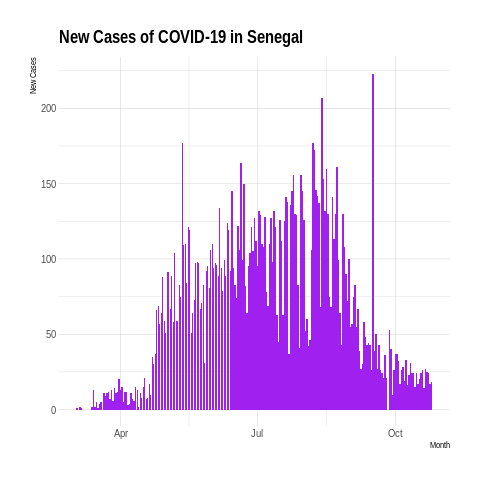 New Cases of COVID-19 in Senegal
New Cases
200
150
100
50
0
Apr
Jul
Oct
Month